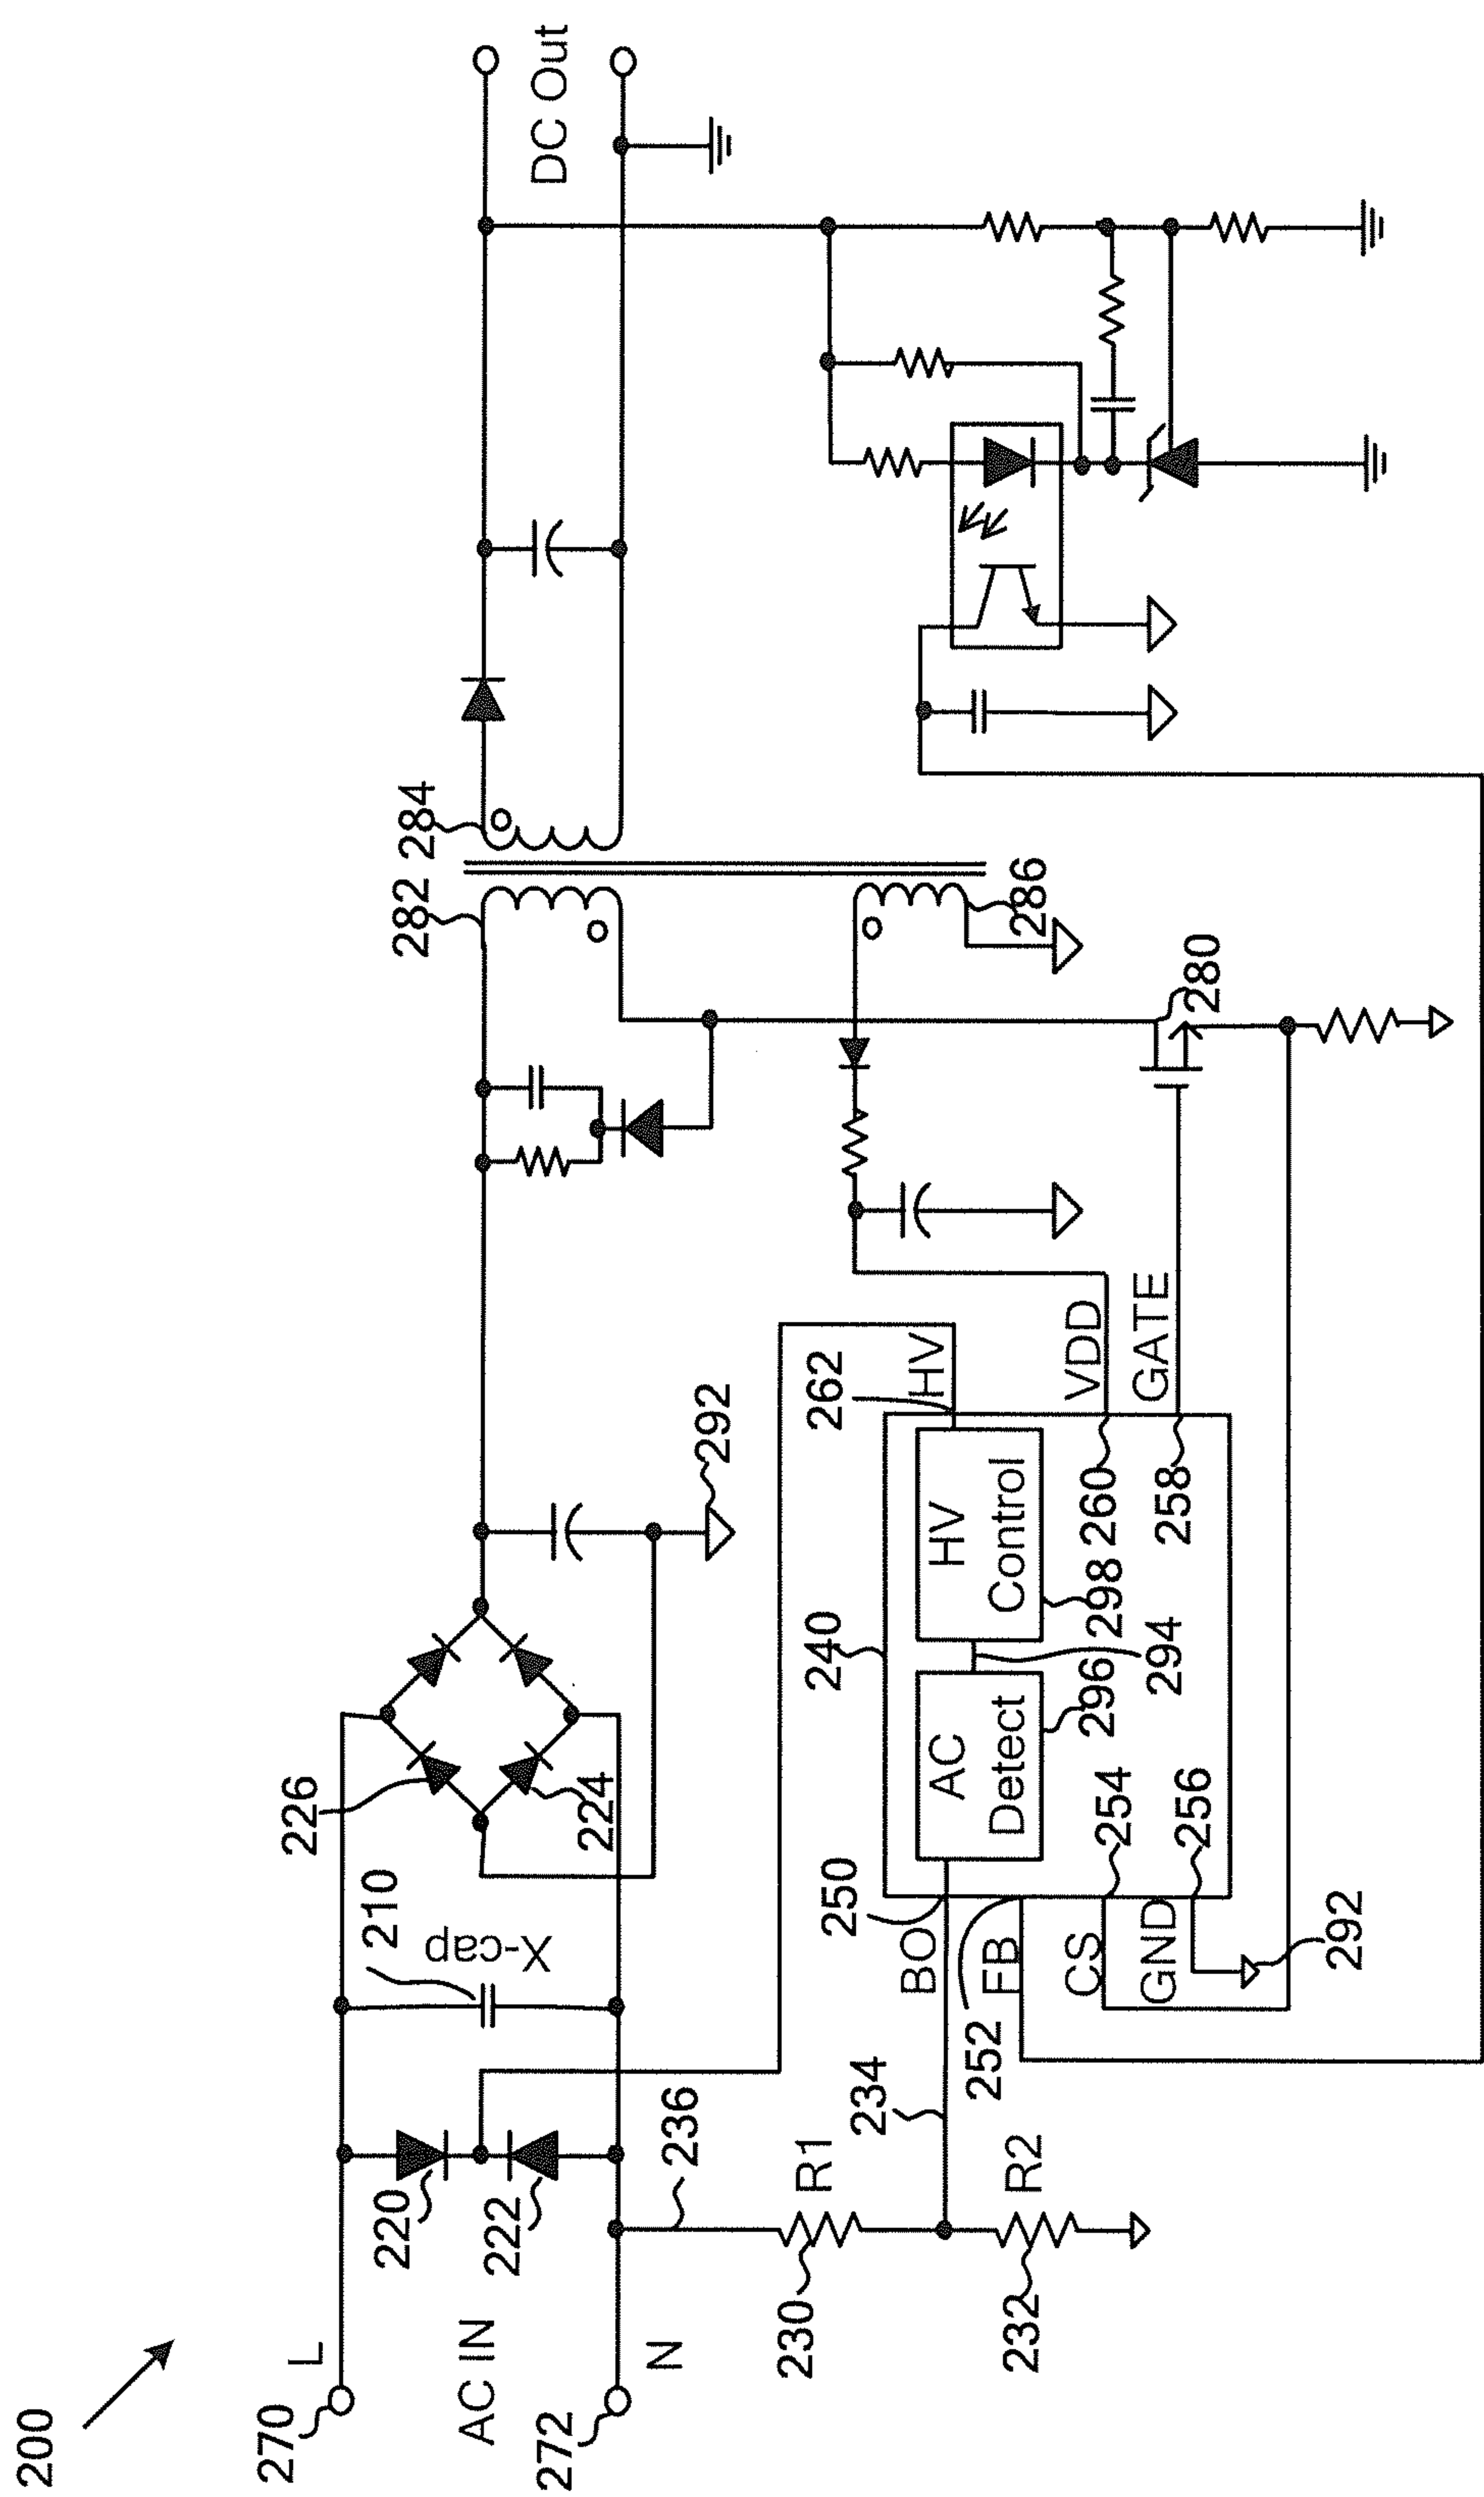 200
270
L
AC IN
272
N
220
222
236
230
R1
232
R2
234
210
X-cap
226
224
292
282
284
DC Out
286
280
240
250
BO
252
FB
254
CS
256
GND
292
AC
Detect
296
294
HV
Control
298
262
HV
260
VDD
258
GATE